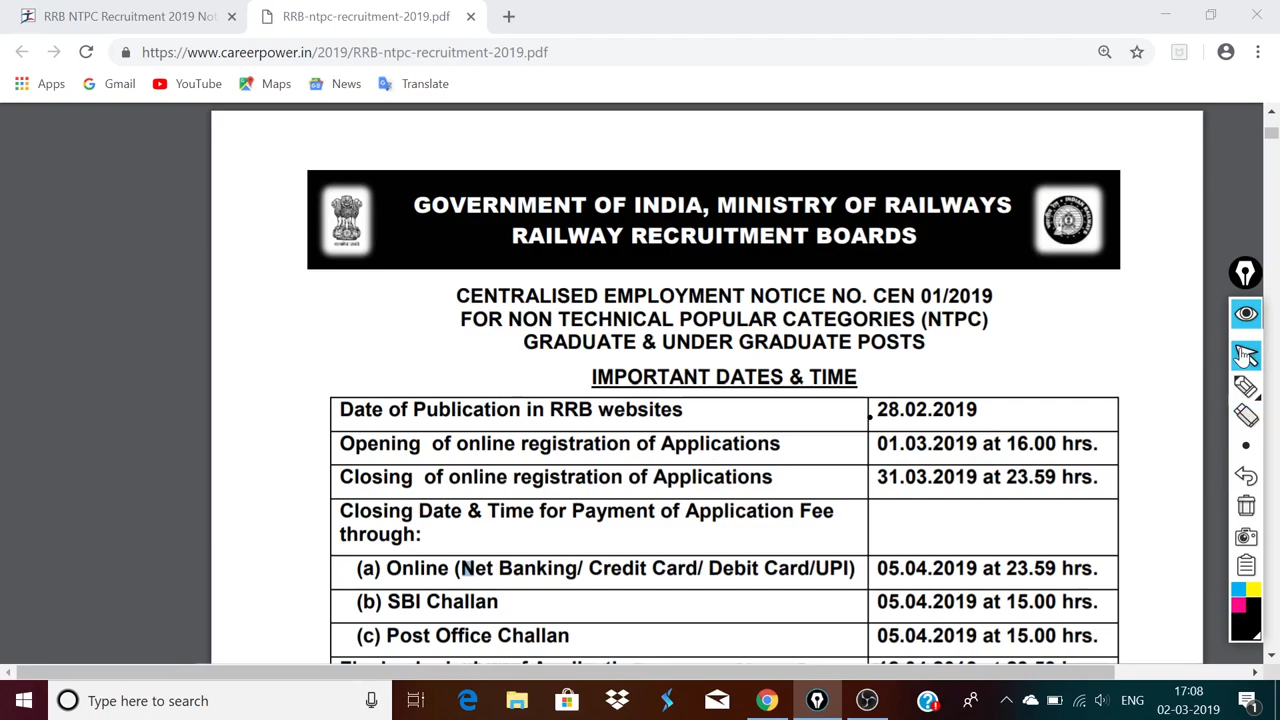 RRB NTPC Recruitment 2019 Not
RRB-ntpc-recruitment-2019.pdf
https://www.careerpower.in/2019/RRB-ntpc-recruitment-2019.pdf
Apps Gmail YouTube Maps News Translate
GOVERNMENT OF INDIA, MINISTRY OF RAILWAYS
RAILWAY RECRUITMENT BOARDS
CENTRALISED EMPLOYMENT NOTICE NO. CEN 01/2019
FOR NON TECHNICAL POPULAR CATEGORIES (NTPC)
GRADUATE & UNDER GRADUATE POSTS
IMPORTANT DATES & TIME
Date of Publication in RRB websites 28.02.2019
Opening of online registration of Applications 01.03.2019 at 16.00 hrs.
Closing of online registration of Applications 31.03.2019 at 23.59 hrs.
Closing Date & Time for Payment of Application Fee
through:
(a) Online (Net Banking/ Credit Card/ Debit Card/UPI) 05.04.2019 at 23.59 hrs.
(b) SBI Challan 05.04.2019 at 15.00 hrs.
(c) Post Office Challan 05.04.2019 at 15.00 hrs.
Type here to search
ENG
17:08
02-03-2019